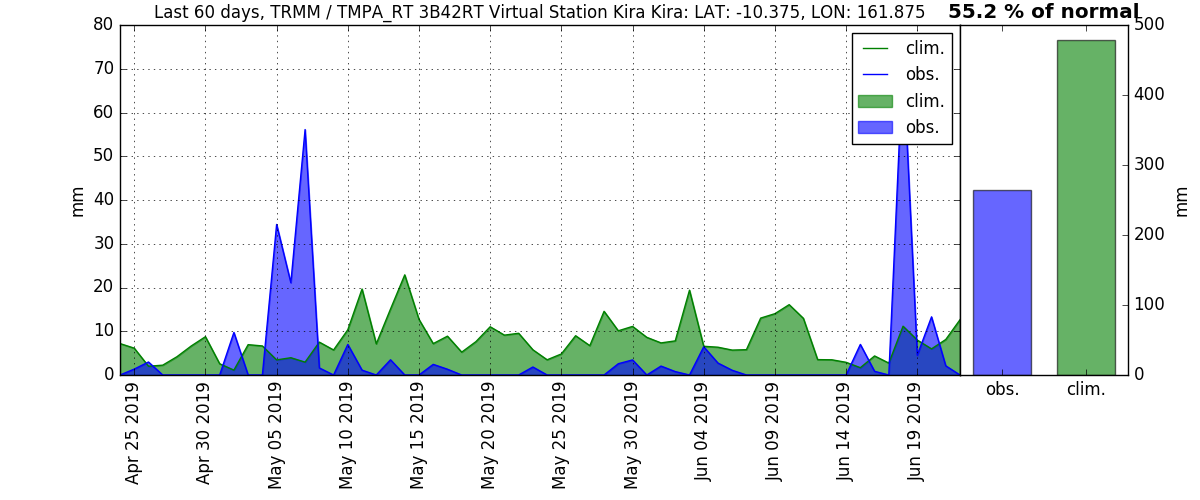 Last 60 days, TRMM / TMPA_RT 3B42RT Virtual Station Kira Kira: LAT: -10.375, LON: 161.875
55.2 % of normal
80
70
60
50
40
30
20
10
0
mm
clim.
obs.
clim.
obs.
500
400
300
200
100
0
mm
obs.
clim.
Apr 25 2019
Apr 30 2019
May 05 2019
May 10 2019
May 15 2019
May 20 2019
May 25 2019
May 30 2019
Jun 04 2019
Jun 09 2019
Jun 14 2019
Jun 19 2019